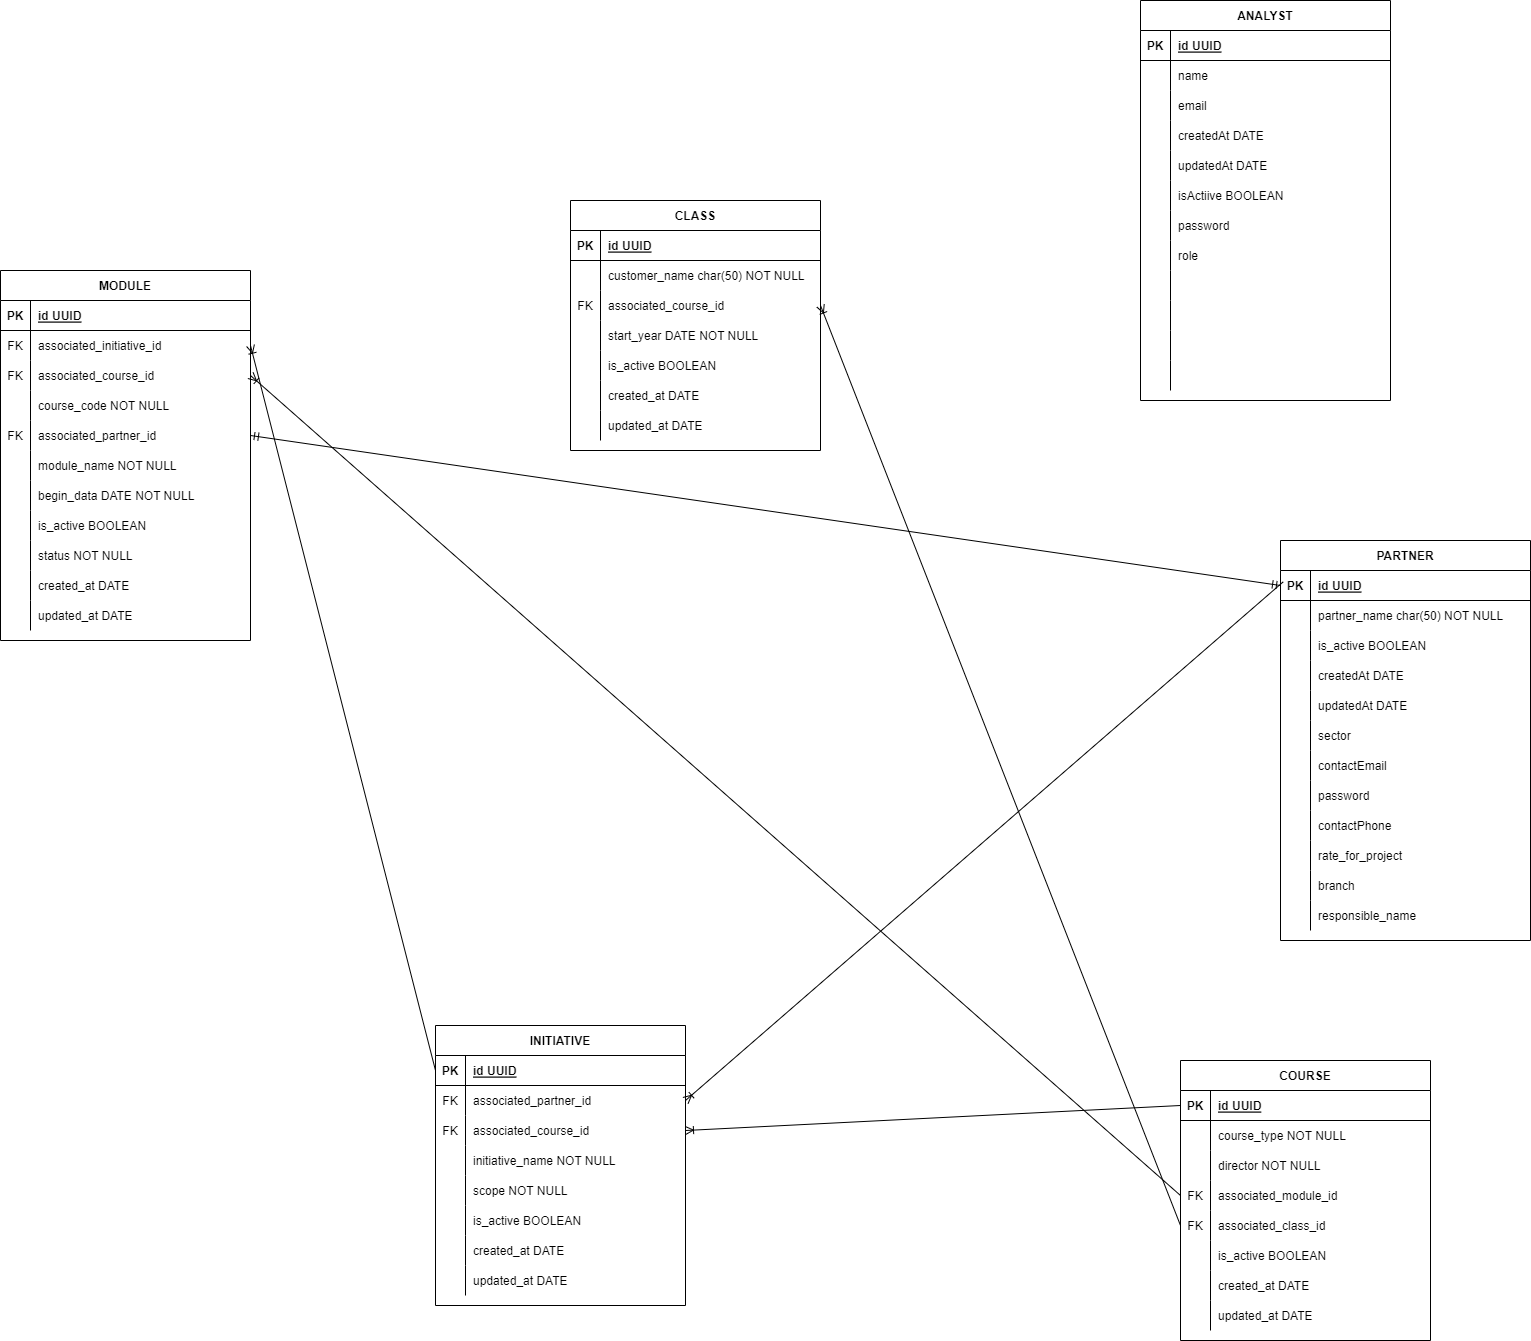 ANALYST
PK id UUID
name
email
createdAt DATE
updatedAt DATE
isActiive BOOLEAN
password
role
CLASS
PK id UUID
customer_name char(50) NOT NULL
FK associated_course_id
start_year DATE NOT NULL
is_active BOOLEAN
created_at DATE
updated_at DATE
MODULE
PK id UUID
FK associated_initiative_id
FK associated_course_id
course_code NOT NULL
FK associated_partner_id
module_name NOT NULL
begin_data DATE NOT NULL
is_active BOOLEAN
status NOT NULL
created_at DATE
updated_at DATE
PARTNER
PK id UUID
partner_name char(50) NOT NULL
is_active BOOLEAN
createdAt DATE
updatedAt DATE
sector
contactEmail
password
contactPhone
rate_for_project
branch
responsible_name
INITIATIVE
PK id UUID
FK associated_partner_id
FK associated_course_id
initiative_name NOT NULL
scope NOT NULL
is_active BOOLEAN
created_at DATE
updated_at DATE
COURSE
PK id UUID
course_type NOT NULL
director NOT NULL
FK associated_module_id
FK associated_class_id
is_active BOOLEAN
created_at DATE
updated_at DATE